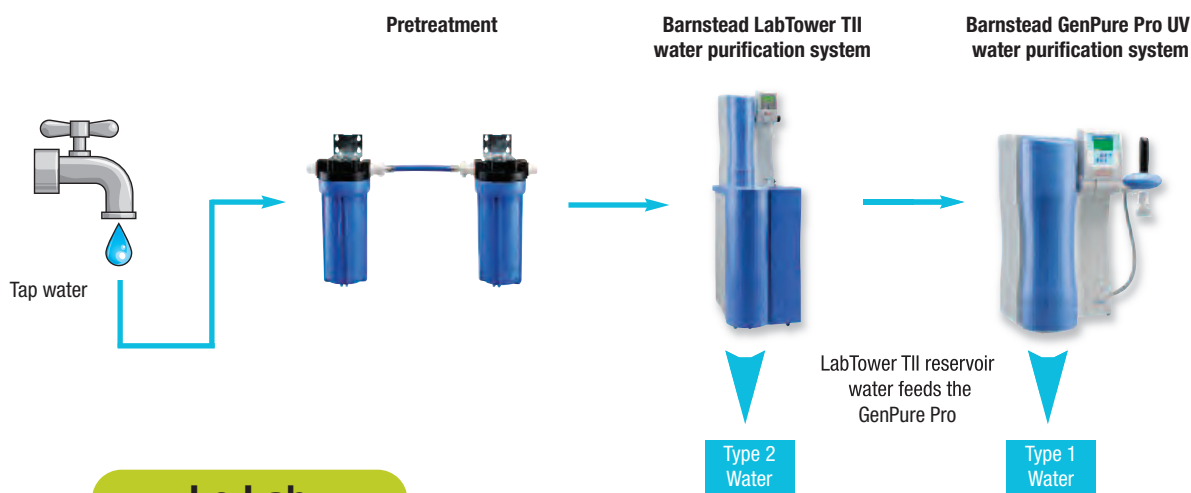 Pretreatment
Barnstead LabTower TII
water purification system
Barnstead GenPure Pro UV
water purification system
Tap water
LabTower TII reservoir
water feeds the
GenPure Pro
Type 2
Water
Type 1
Water